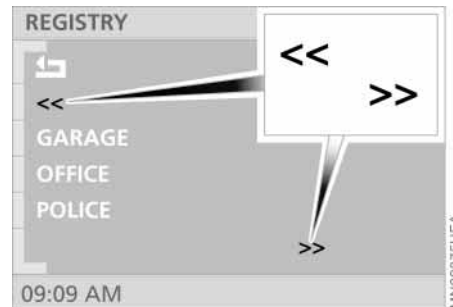 REGISTRY
<<
>>
<<
GARAGE
OFFICE
POLICE
>>
09:09 AM